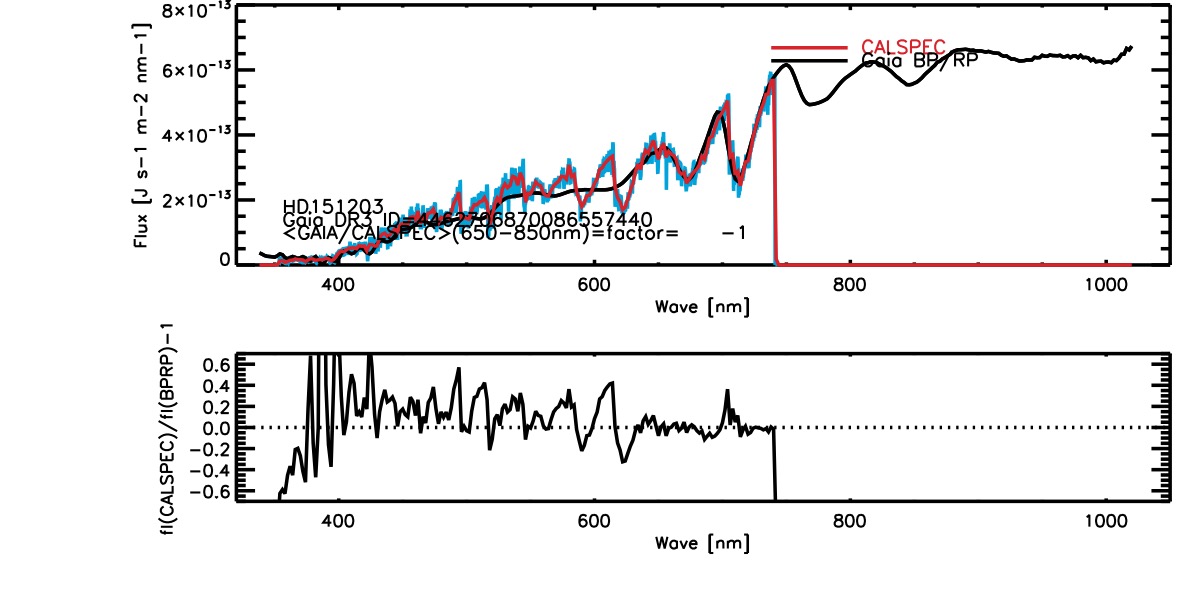 8×10⁻¹³
6×10⁻¹³
4×10⁻¹³
2×10⁻¹³
0
Flux [J s−1 m−2 nm−1]
CALSPEC
Gaia BP/RP
HD151203
Gaia DR3 ID=
<GAIA/CALSPEC>(650−850nm)=factor= −1
400 600 800 1000
Wave [nm]
0.6
0.4
0.2
0.0
−0.2
−0.4
−0.6
fl(CALSPEC)/fl(BPRP)−1
400 600 800 1000
Wave [nm]